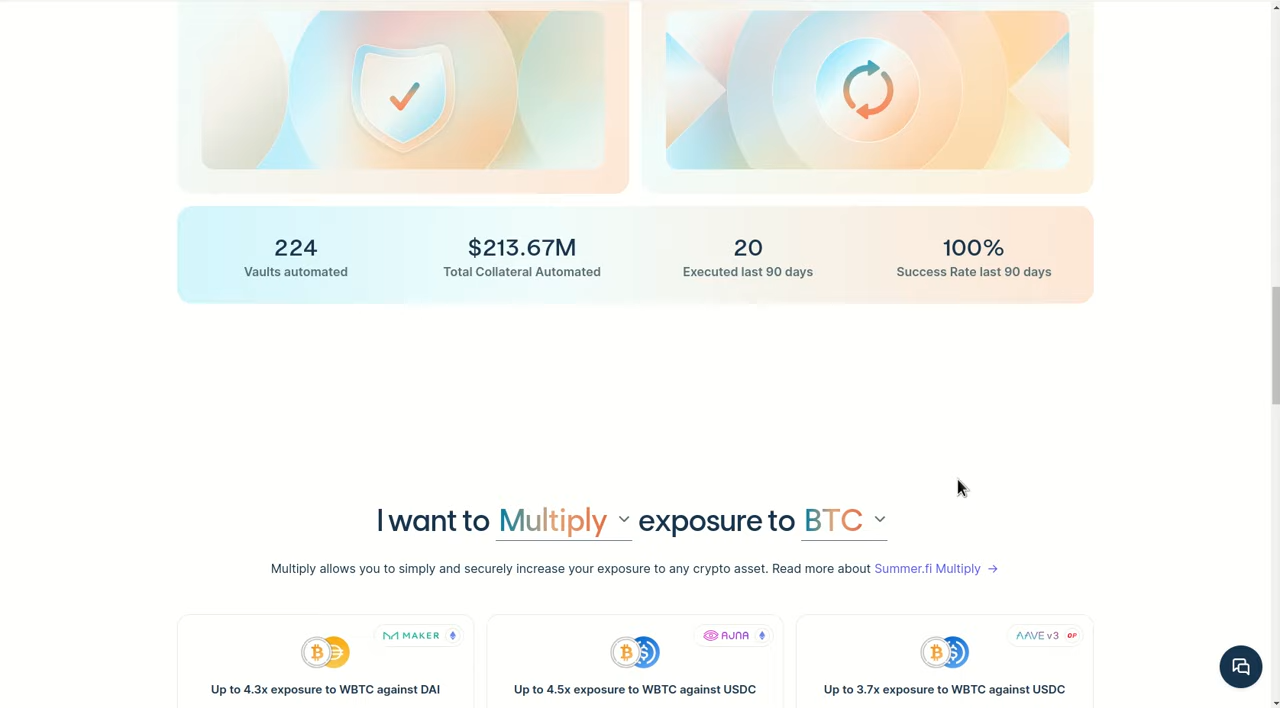 224
Vaults automated
$213.67M
Total Collateral Automated
20
Executed last 90 days
100%
Success Rate last 90 days
I want to Multiply exposure to BTC
Multiply allows you to simply and securely increase your exposure to any crypto asset. Read more about Summer.fi Multiply →
MAKER
Up to 4.3x exposure to WBTC against DAI
AJNA
Up to 4.5x exposure to WBTC against USDC
AAVE v3 OP
Up to 3.7x exposure to WBTC against USDC